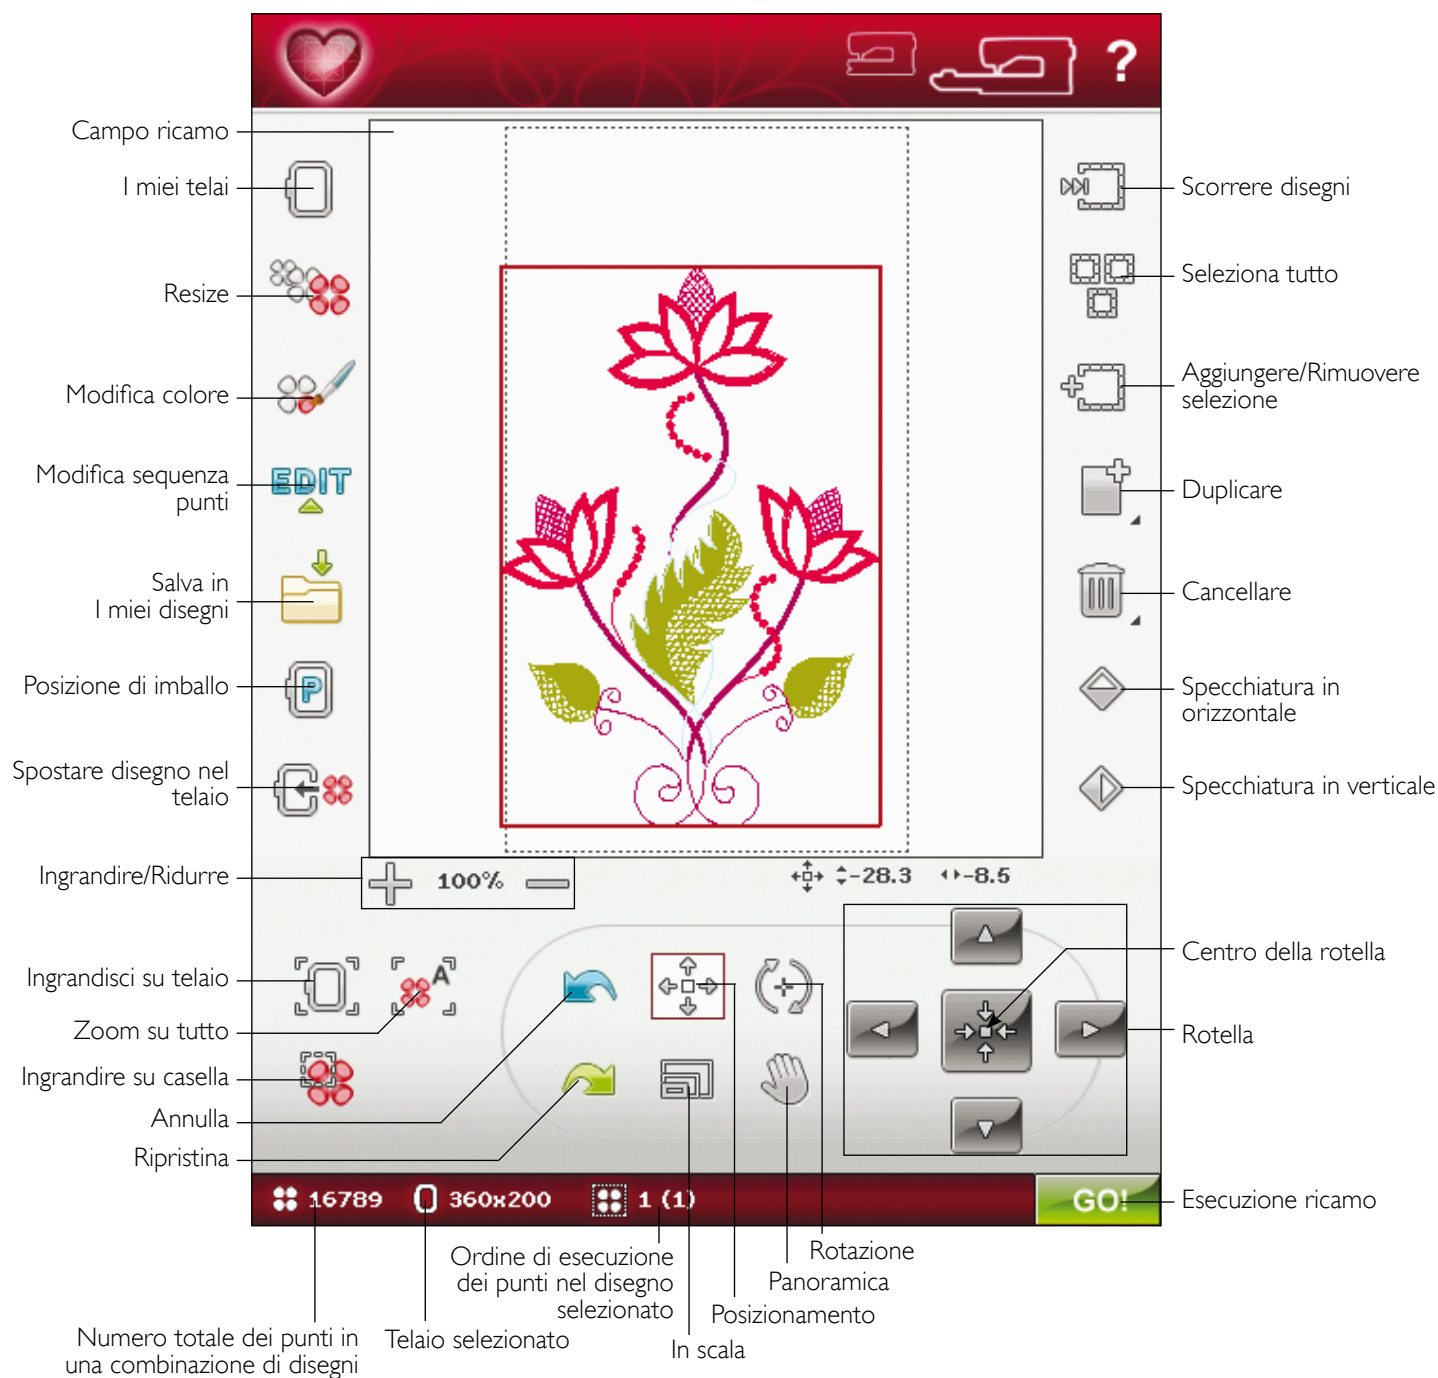 ?
Campo ricamo
I miei telai
Resize
Modifica colore
Modifica sequenza
punti
EDIT
Salva in
I miei disegni
Posizione di imballo
P
Spostare disegno nel
telaio
Ingrandire/Ridurre
100%
-28.3
-8.5
Scorrere disegni
Seleziona tutto
Aggiungere/Rimuovere
selezione
Duplicare
Cancellare
Specchiatura in
orizzontale
Specchiatura in verticale
Ingrandisci su telaio
A
Zoom su tutto
Ingrandire su casella
Annulla
Ripristina
Centro della rotella
Rotella
16789
360x200
1 (1)
GO!
Esecuzione ricamo
Rotazione
Panoramica
Posizionamento
In scala
Ordine di esecuzione
dei punti nel disegno
selezionato
Telaio selezionato
Numero totale dei punti in
una combinazione di disegni